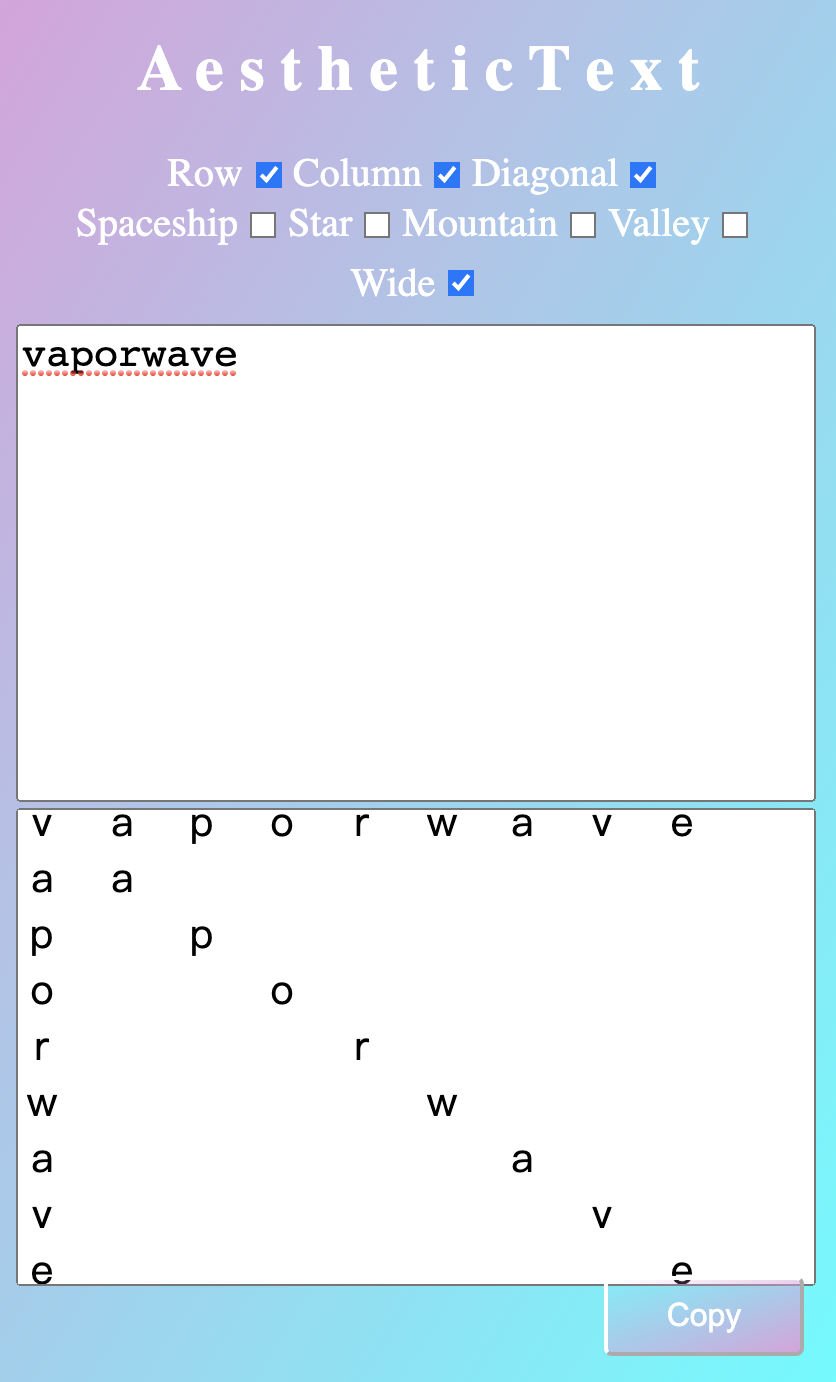 A e s t h e t i c T e x t
Row Column Diagonal
Spaceship Star Mountain Valley
Wide
vaporwave
v a p o r w a v e
a a
p p
o o
r r
w w
a a
v v
e e
Copy